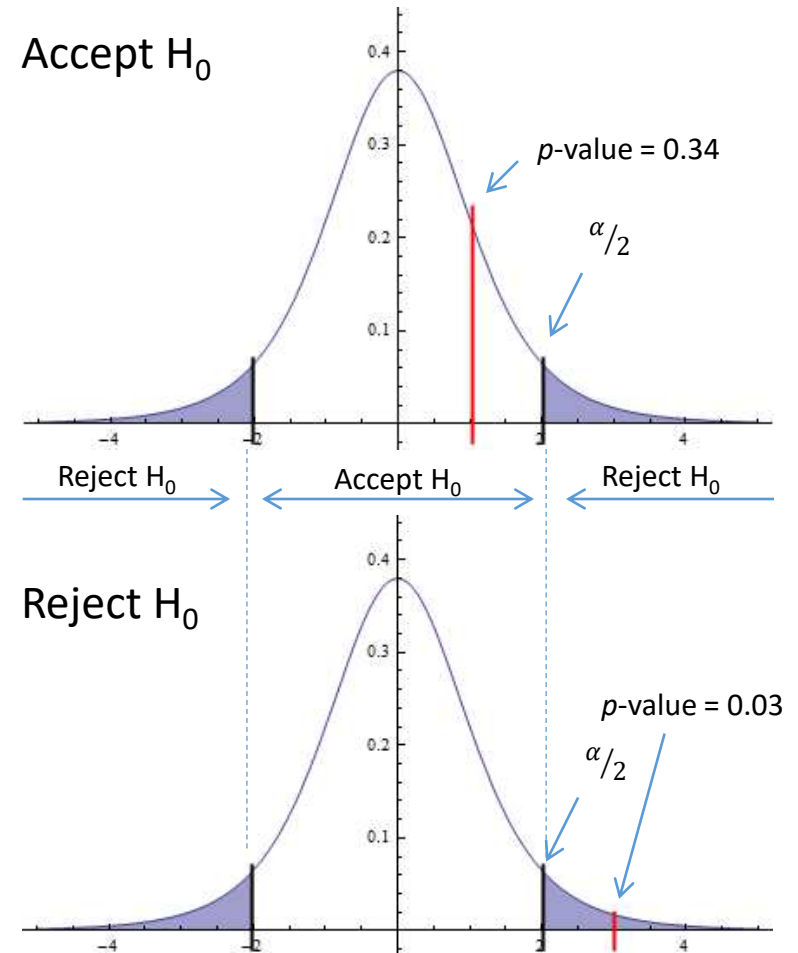 Accept H₀
0.4
0.3
p-value = 0.34
0.2
α/2
0.1
−4
−2
2
4
Reject H₀
Accept H₀
Reject H₀
Reject H₀
0.4
0.3
p-value = 0.03
0.2
α/2
0.1
−4
−2
2
4